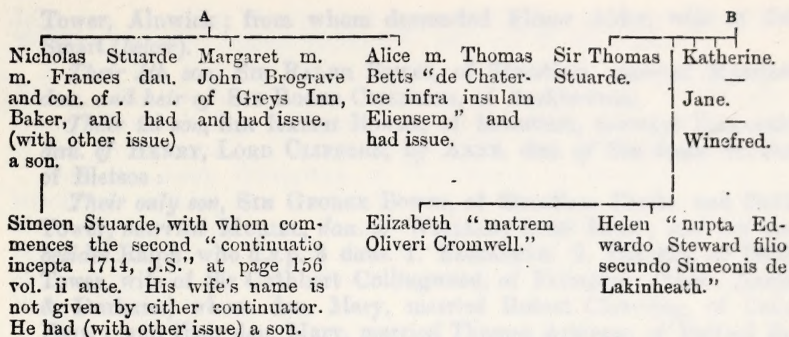 A
B
Nicholas Stuarde
m. Frances dau.
and coh. of . .
Baker, and had
(with other issue)
a son.
Margaret m.
John Brograve
of Greys Inn,
and had issue.
Alice m. Thomas
Betts "de Chater-
ice infra insulam
Eliensem," and
had issue.
Sir Thomas
Stuarde.
Katherine.
Jane.
Winefred.
Simeon Stuarde, with whom com-
mences the second "continuatio
incepta 1714, J.S." at page 156
vol. ii ante. His wife's name is
not given by either continuator.
He had (with other issue) a son.
Elizabeth "matrem
Oliveri Cromwell."
Helen "nupta Ed-
wardo Steward filio
secundo Simeonis de
Lakinheath."